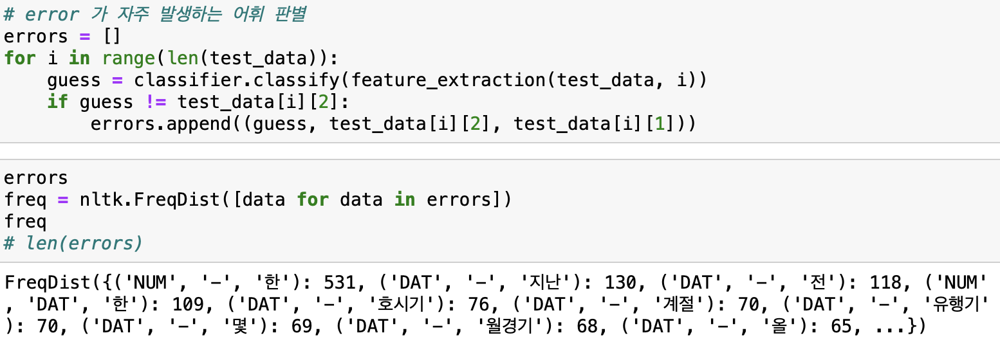 # error 가 자주 발생하는 어휘 판별
errors = []
for i in range(len(test_data)):
    guess = classifier.classify(feature_extraction(test_data, i))
    if guess != test_data[i][2]:
        errors.append((guess, test_data[i][2], test_data[i][1]))
errors
freq = nltk.FreqDist([data for data in errors])
freq
# len(errors)
FreqDist({('NUM', '-', '한'): 531, ('DAT', '-', '지난'): 130, ('DAT', '-', '전'): 118, ('NUM'
, 'DAT', '한'): 109, ('DAT', '-', '호시기'): 76, ('DAT', '-', '계절'): 70, ('DAT', '-', '유행기'
): 70, ('DAT', '-', '몇'): 69, ('DAT', '-', '월경기'): 68, ('DAT', '-', '올'): 65, ...})